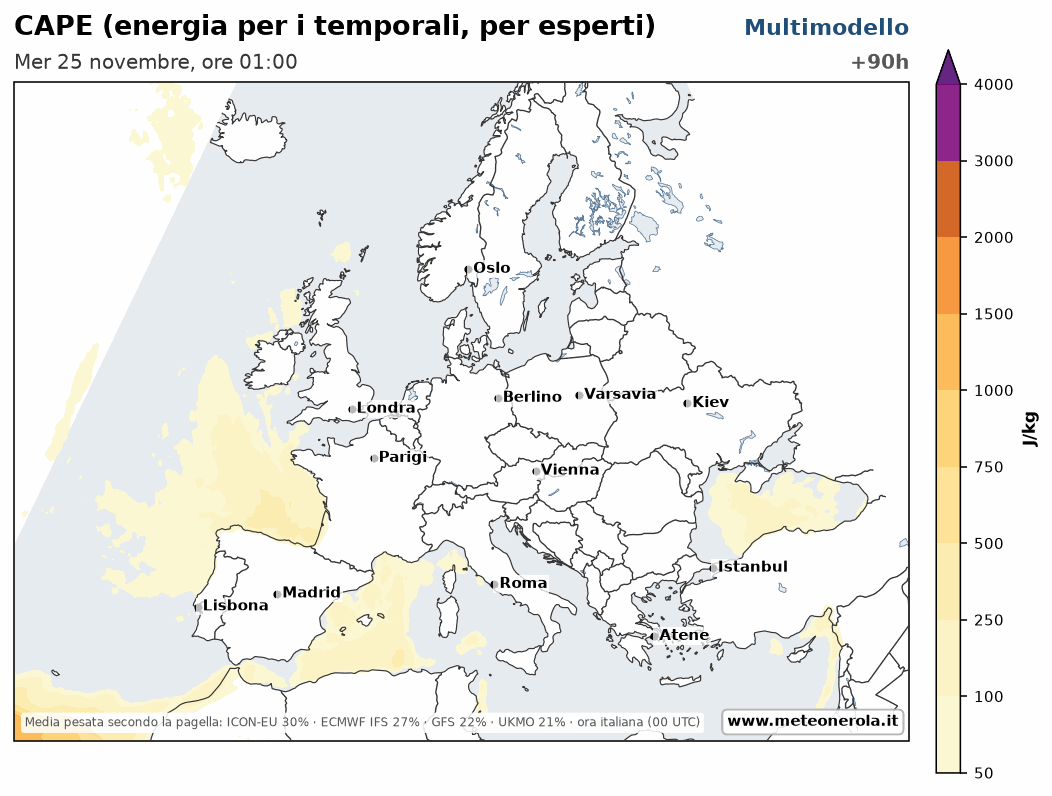 CAPE (energia per i temporali, per esperti)
Multimodello
Mer 25 novembre, ore 01:00
+90h
4000
3000
2000
1500
1000
750
500
250
100
50
J/kg
Oslo
Londra
Berlino
Varsavia
Kiev
Parigi
Vienna
Istanbul
Roma
Madrid
Lisbona
Atene
Media pesata secondo la pagella: ICON-EU 30% · ECMWF IFS 27% · GFS 22% · UKMO 21% · ora italiana (00 UTC)
www.meteonerola.it